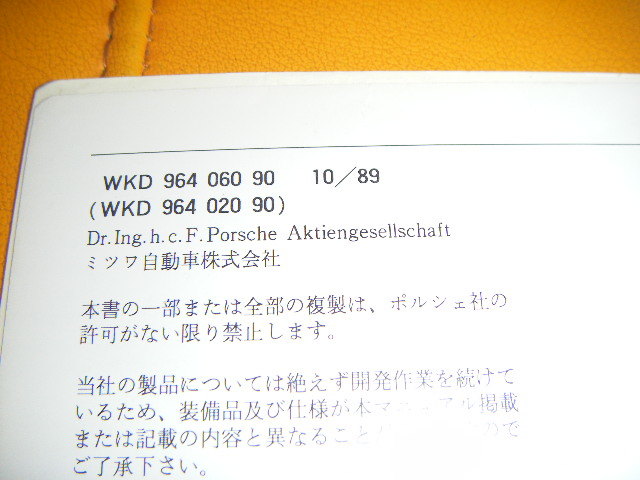 WKD 964 060 90 10/89
(WKD 964 020 90)
Dr.Ing.h.c.F.Porsche Aktiengesellschaft
ミツワ自動車株式会社
本書の一部または全部の複製は、ポルシェ社の
許可がない限り禁止します。
当社の製品については絶えず開発作業を続けて
いるため、装備品及び仕様が本マニュアル掲載
または記載の内容と異なること ので
ご了承下さい。